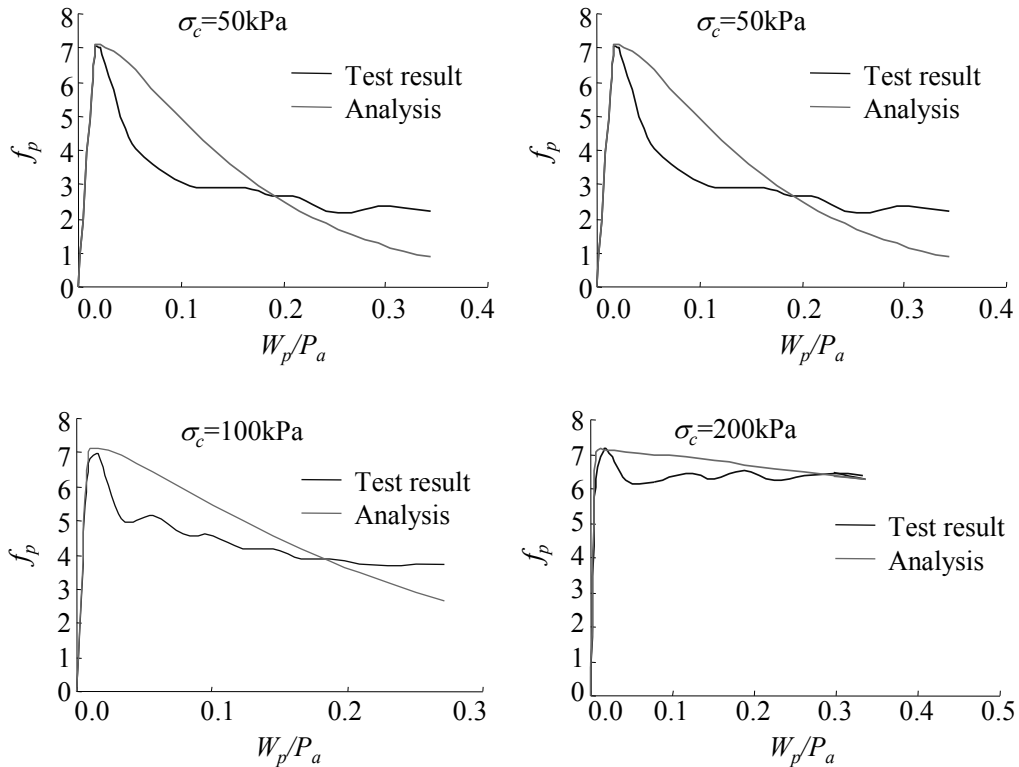 σc=50kPa
8
7
6
5
4
3
2
1
0
fp
Test result
Analysis
0.0 0.1 0.2 0.3 0.4
Wp/Pa
σc=50kPa
8
7
6
5
4
3
2
1
0
fp
Test result
Analysis
0.0 0.1 0.2 0.3 0.4
Wp/Pa
σc=100kPa
8
7
6
5
4
3
2
1
0
fp
Test result
Analysis
0.0 0.1 0.2 0.3
Wp/Pa
σc=200kPa
8
7
6
5
4
3
2
1
0
fp
Test result
Analysis
0.0 0.1 0.2 0.3 0.4 0.5
Wp/Pa